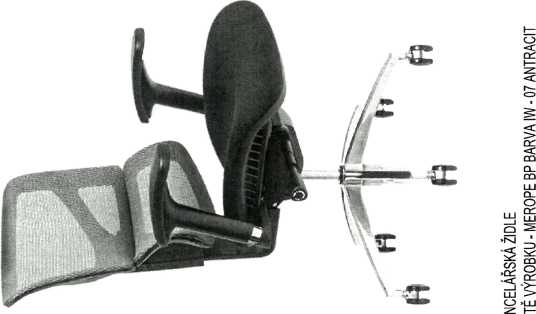 NCELÁŘSKÁ ŽIDLE
TĚ VÝROBKU - MEROPE BP BARVA IW - 07 ANTRACIT